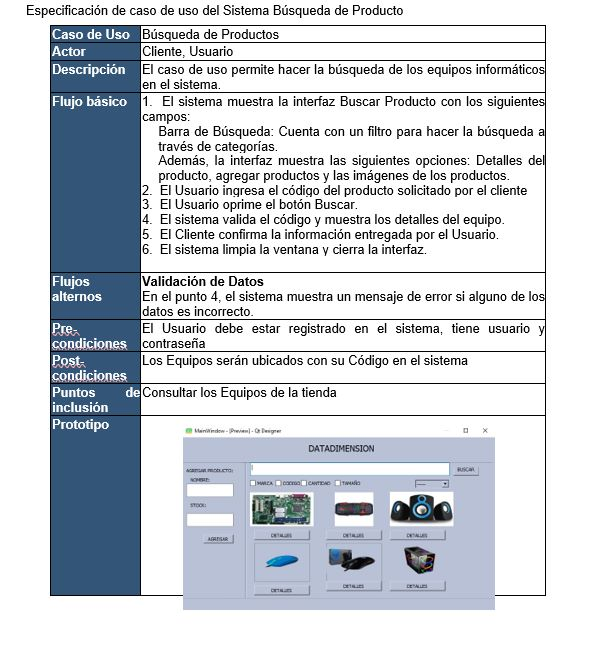 Especificación de caso de uso del Sistema Búsqueda de Producto
Caso de Uso Búsqueda de Productos
Actor Cliente, Usuario
Descripción El caso de uso permite hacer la búsqueda de los equipos informáticos
en el sistema.
Flujo básico 1. El sistema muestra la interfaz Buscar Producto con los siguientes
campos:
Barra de Búsqueda: Cuenta con un filtro para hacer la búsqueda a
través de categorías.
Además, la interfaz muestra las siguientes opciones: Detalles del
producto, agregar productos y las imágenes de los productos.
2. El Usuario ingresa el código del producto solicitado por el cliente
3. El Usuario oprime el botón Buscar.
4. El sistema valida el código y muestra los detalles del equipo.
5. El Cliente confirma la información entregada por el Usuario.
6. El sistema limpia la ventana y cierra la interfaz.
Flujos Validación de Datos
alternos En el punto 4, el sistema muestra un mensaje de error si alguno de los
datos es incorrecto.
Pre- El Usuario debe estar registrado en el sistema, tiene usuario y
condiciones contraseña
Post- Los Equipos serán ubicados con su Código en el sistema
condiciones
Puntos de Consultar los Equipos de la tienda
inclusión
Prototipo
MainWindow - [Preview] - Qt Designer
DATADIMENSION
AGREGAR PRODUCTO: BUSCAR
NOMBRE: MARCA CODIGO CANTIDAD TAMAÑO
STOCK:
AGREGAR DETALLES DETALLES DETALLES
DETALLES DETALLES DETALLES